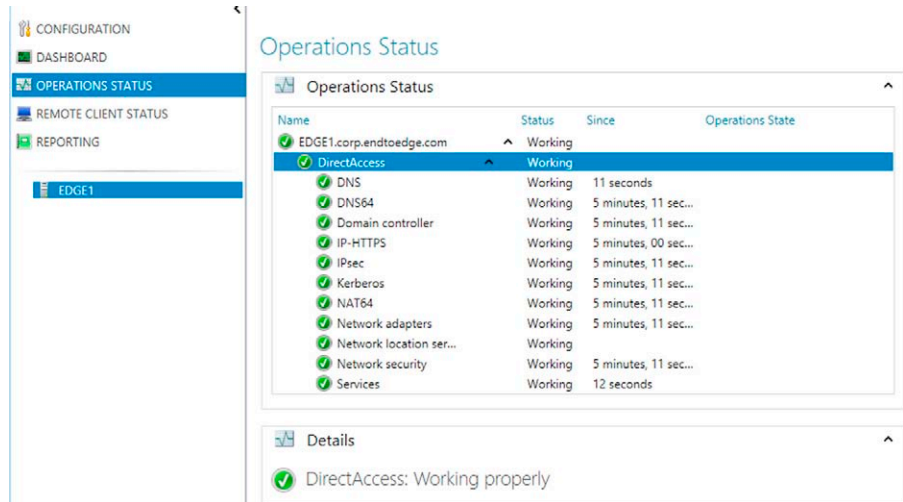 CONFIGURATION
DASHBOARD
OPERATIONS STATUS
REMOTE CLIENT STATUS
REPORTING
EDGE1
Operations Status
Operations Status
Name Status Since Operations State
EDGE1.corp.endtoedge.com Working
DirectAccess Working
DNS Working 11 seconds
DNS64 Working 5 minutes, 11 sec...
Domain controller Working 5 minutes, 11 sec...
IP-HTTPS Working 5 minutes, 00 sec...
IPsec Working 5 minutes, 11 sec...
Kerberos Working 5 minutes, 11 sec...
NAT64 Working 5 minutes, 11 sec...
Network adapters Working 5 minutes, 11 sec...
Network location ser... Working
Network security Working 5 minutes, 11 sec...
Services Working 12 seconds
Details
DirectAccess: Working properly